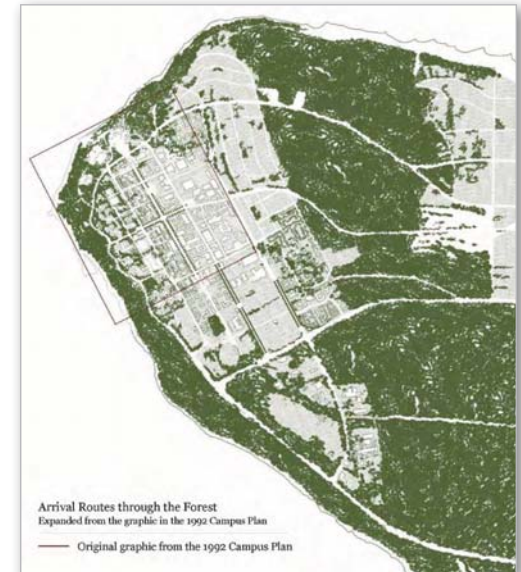 Arrival Routes through the Forest
Expanded from the graphic in the 1992 Campus Plan
Original graphic from the 1992 Campus Plan